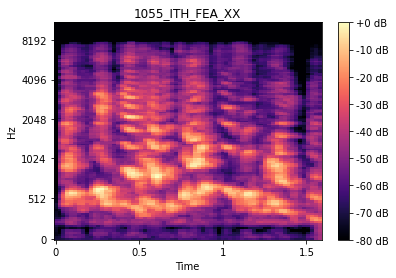 1055_ITH_FEA_XX
Hz
8192
4096
2048
1024
512
0
0
0.5
1
1.5
Time
+0 dB
-10 dB
-20 dB
-30 dB
-40 dB
-50 dB
-60 dB
-70 dB
-80 dB